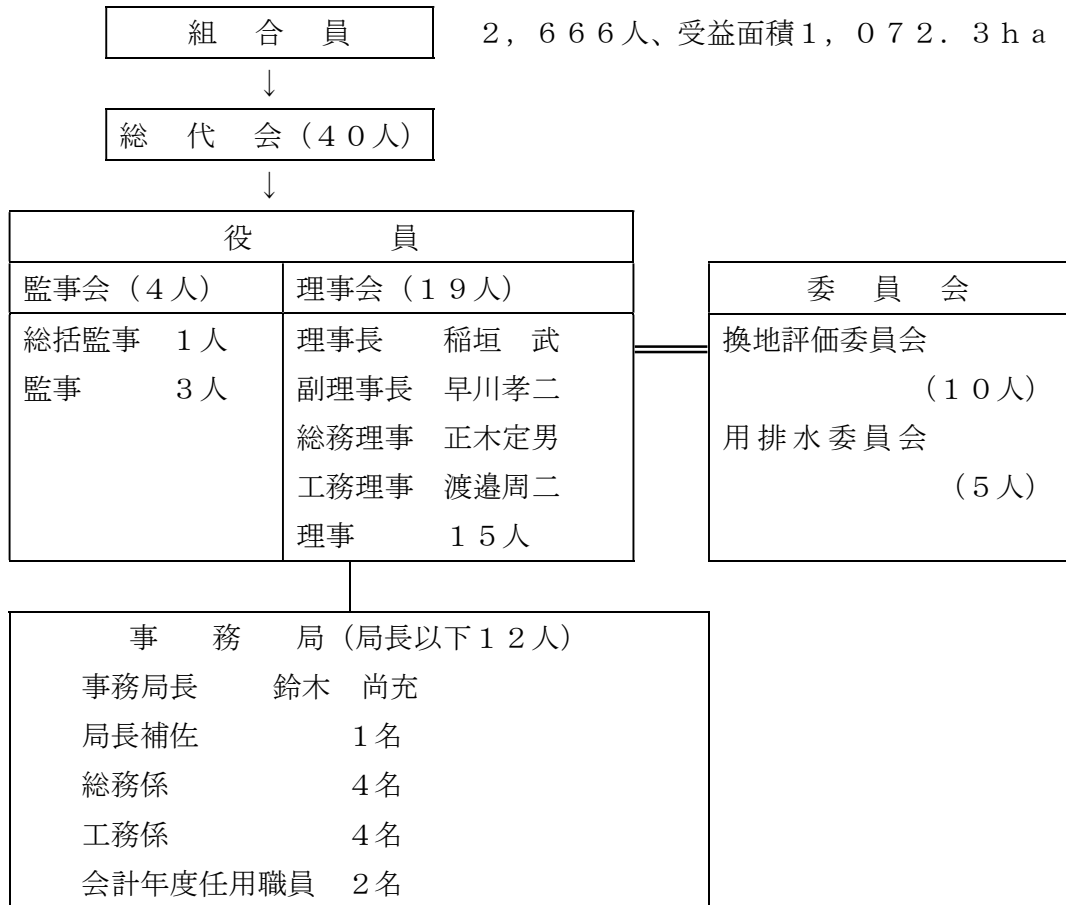 組　合　員　２，６６６人、受益面積１，０７２．３ｈａ
↓
総　代　会（４０人）
↓
役　　　　員
監事会（４人）
総括監事　１人
監事　　　３人
理事会（１９人）
理事長　　稲垣　武
副理事長　早川孝二
総務理事　正木定男
工務理事　渡邉周二
理事　　　１５人
委　員　会
換地評価委員会
（１０人）
用排水委員会
（５人）
事　務　局（局長以下１２人）
事務局長　　鈴木　尚充
局長補佐　　　　　１名
総務係　　　　　　４名
工務係　　　　　　４名
会計年度任用職員　２名